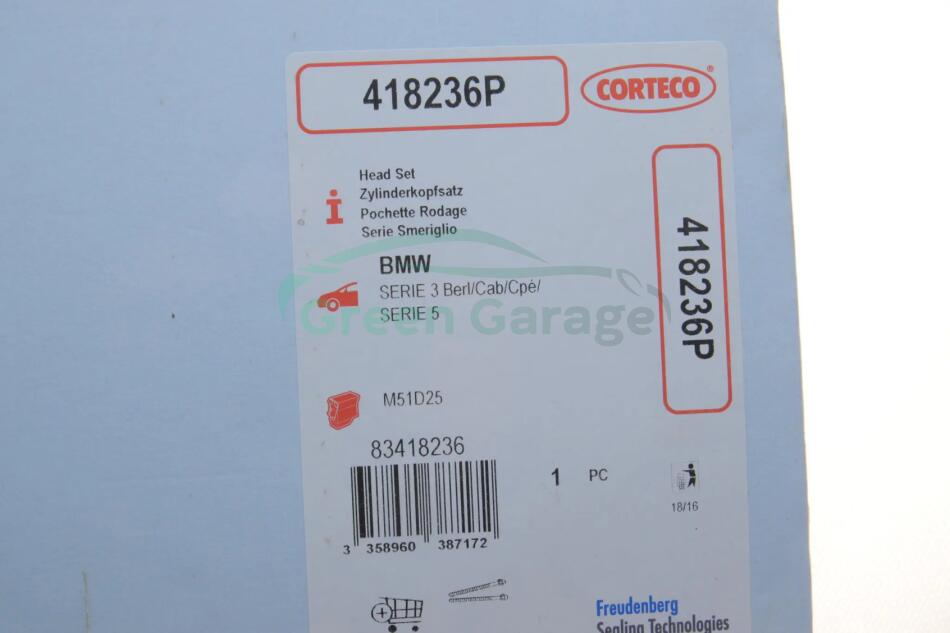 418236P
CORTECO®
Head Set
Zylinderkopfsatz
Pochette Rodage
Serie Smeriglio
BMW
SERIE 3 Berl/Cab/Cpè/
SERIE 5
Green Garage
418236P
M51D25
83418236
1 PC
18/16
3 358960 387172
Freudenberg
Sealing Technologies